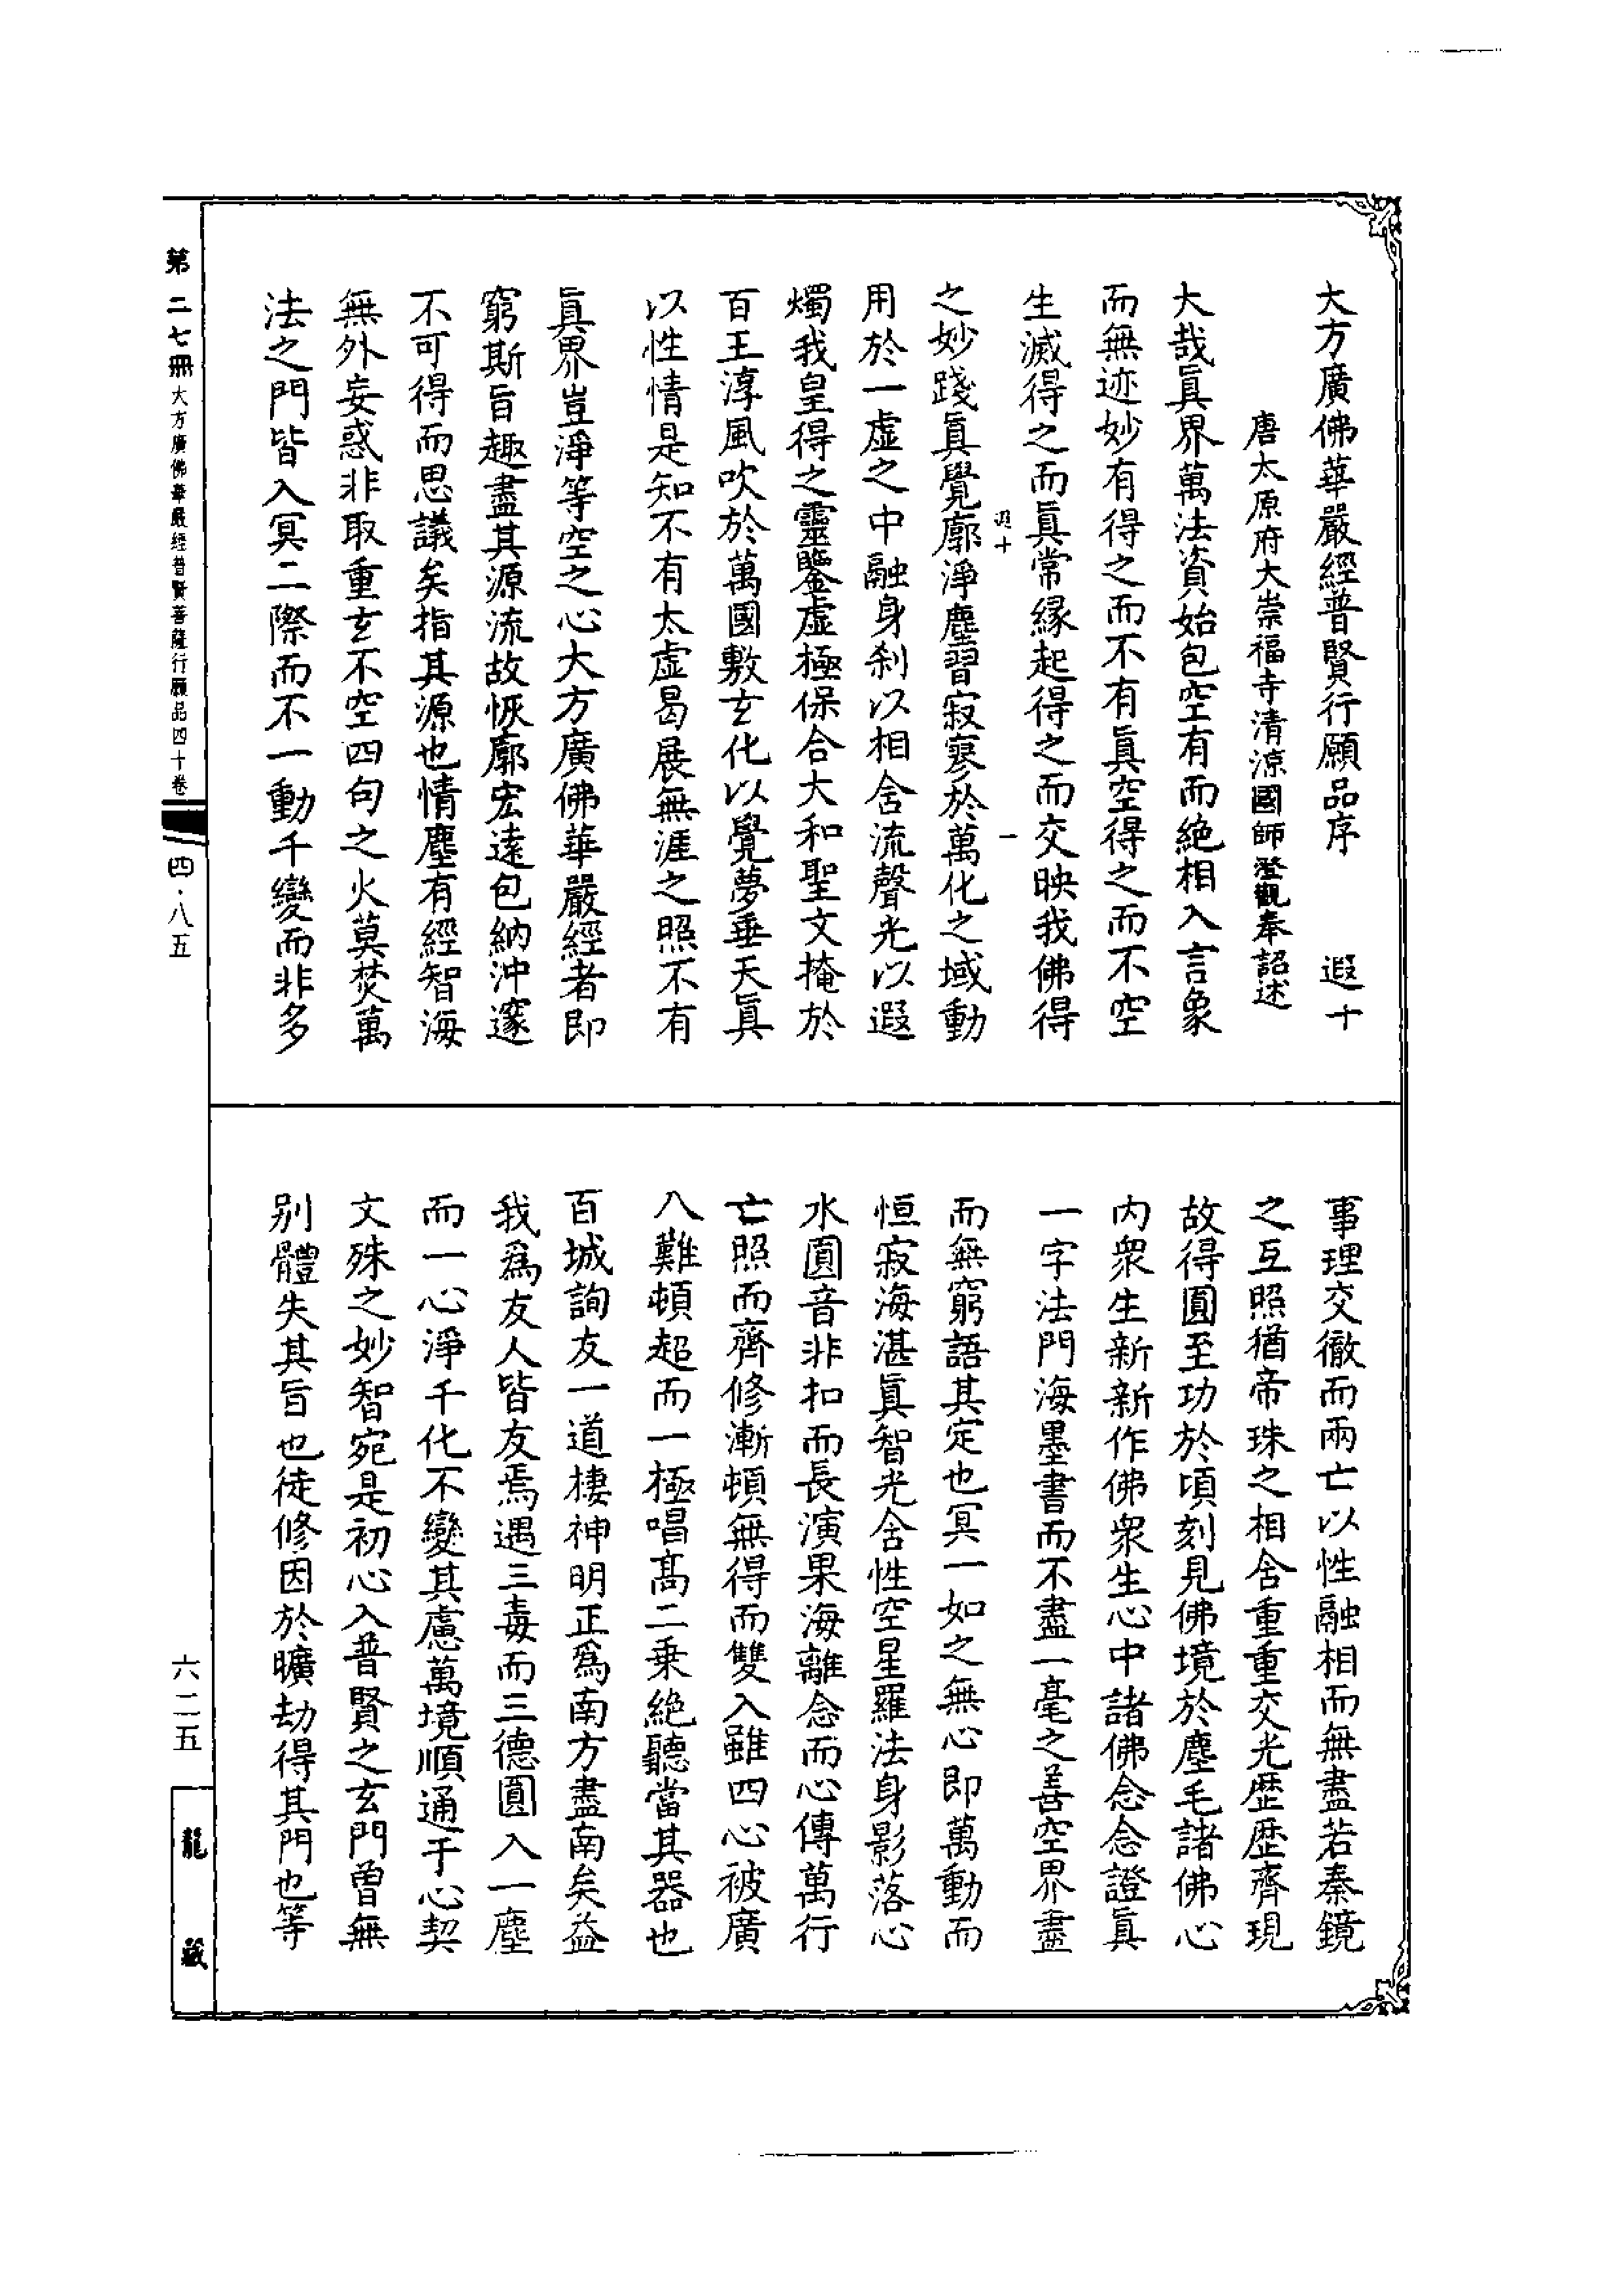 大方廣佛華嚴經普賢行願品序　遐十
唐太原府大崇福寺清涼國師澄觀奉詔述
大哉眞界萬法資始包空有而絶相入言象
而無迹妙有得之而不有眞空得之而不空
生滅得之而眞常縁起得之而交映我佛得
遐十　一
之妙踐眞覺廓淨塵習寂寥於萬化之域動
用於一虛之中融身刹以相含流聲光以遐
燭我皇得之靈鑒虛極保合大和聖文掩於
百王淳風吹於萬國敷玄化以覺夢垂天眞
以性情是知不有太虛曷展無涯之照不有
眞界豈淨等空之心大方廣佛華嚴經者即
窮斯旨趣盡其源流故恢廓宏遠包納沖邃
不可得而思議矣指其源也情塵有經智海
無外妄惑非取重玄不空四句之火莫焚萬
法之門皆入冥二際而不一動千變而非多
事理交徹而兩亡以性融相而無盡若秦鏡
之互照猶帝珠之相含重重交光歷歷齊現
故得圓至功於頃刻見佛境於塵毛諸佛心
内衆生新新作佛衆生心中諸佛念念證眞
一字法門海墨書而不盡一毫之善空界盡
而無窮語其定也冥一如之無心即萬動而
恒寂海湛眞智光含性空星羅法身影落心
水圓音非扣而長演果海離念而心傳萬行
亡照而齊修漸頓無得而雙入雖四心被廣
八難頓超而一極唱高二乗絶聽當其器也
百城詢友一道棲神明正爲南方盡南矣益
我爲友人皆友焉遇三毒而三德圓入一塵
而一心淨千化不變其慮萬境順通于心契
文殊之妙智宛是初心入普賢之玄門曾無
别體失其旨也徒修因於曠劫得其門也等
第二七冊　大方廣佛華嚴經普賢菩薩行願品四十卷　四·八五
六二五　龍藏